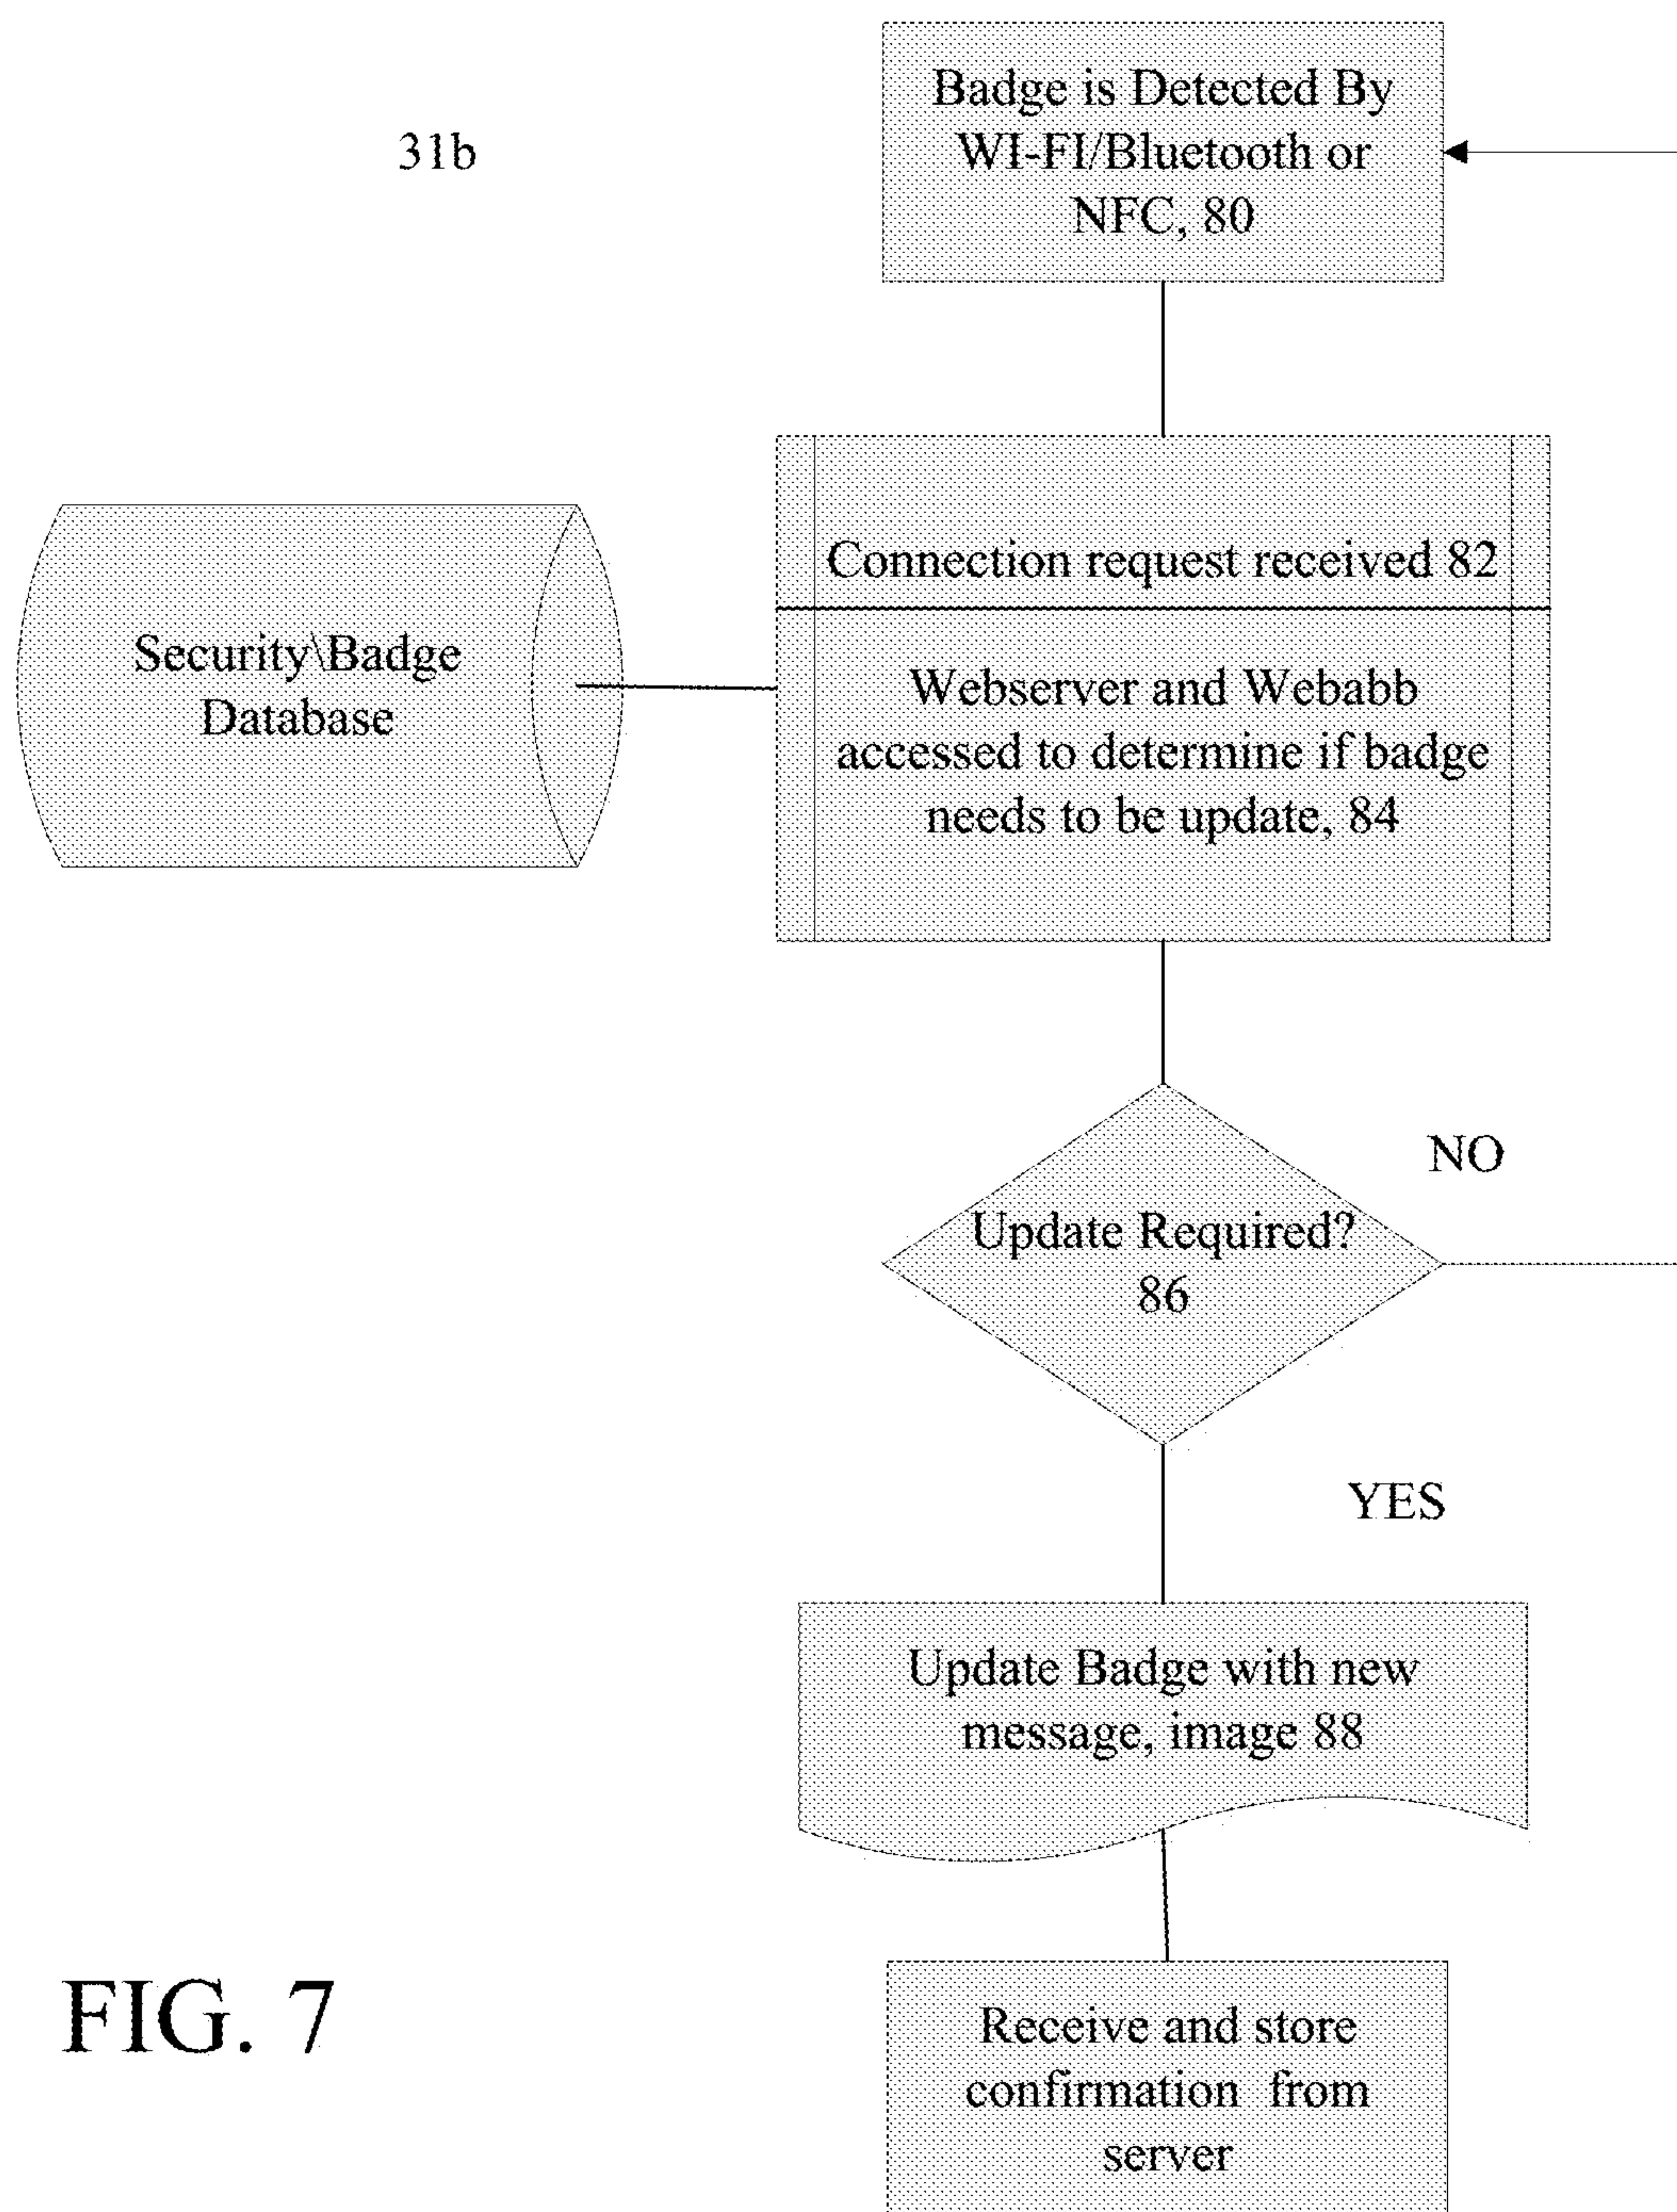 31b
Badge is Detected By
WI-FI/Bluetooth or
NFC, 80
Connection request received 82
Security\Badge
Database
Webserver and Webabb
accessed to determine if badge
needs to be update, 84
NO
Update Required?
86
YES
Update Badge with new
message, image 88
FIG. 7
Receive and store
confirmation from
server